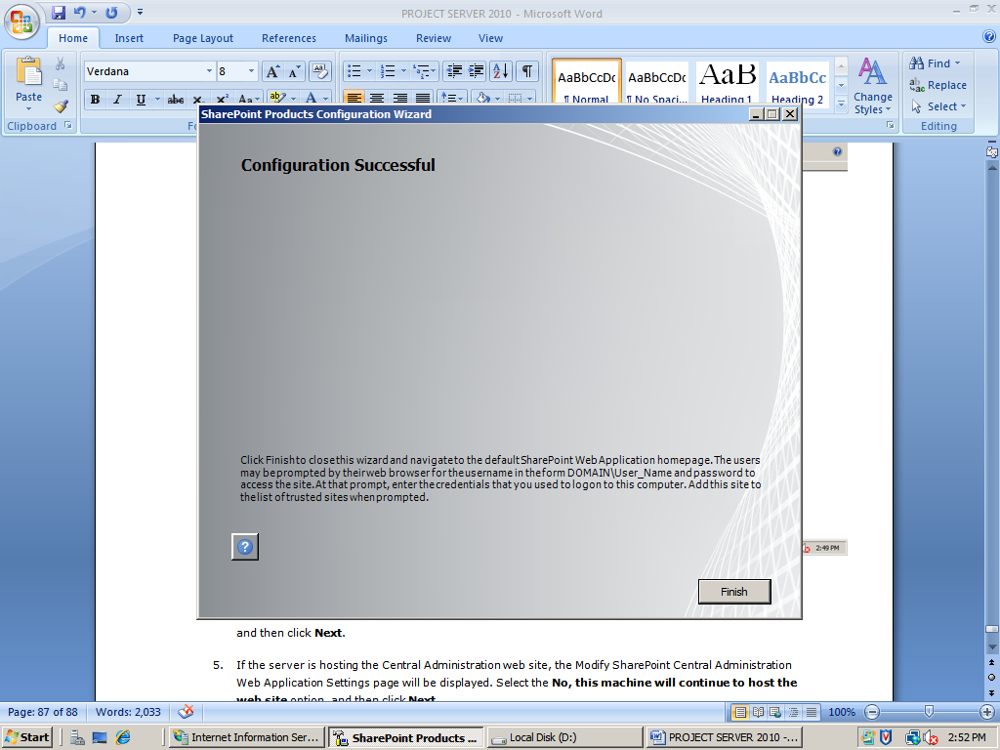 PROJECT SERVER 2010 - Microsoft Word
Home Insert Page Layout References Mailings Review View
Paste
Clipboard
Verdana 8
B I U abc x₂ x² Aa
AaBbCcDc AaBbCcDc AaB AaBbCc
¶ Normal ¶ No Spaci... Heading 1 Heading 2
Change
Styles
Find
Replace
Select
Editing
SharePoint Products Configuration Wizard
Configuration Successful
Click Finish to close this wizard and navigate to the default SharePoint Web Application homepage. The users
may be prompted by their web browser for the username in the form DOMAIN\User_Name and password to
access the site. At that prompt, enter the credentials that you used to logon to this computer. Add this site to
the list of trusted sites when prompted.
2:49 PM
Finish
and then click Next.
5. If the server is hosting the Central Administration web site, the Modify SharePoint Central Administration
Web Application Settings page will be displayed. Select the No, this machine will continue to host the
web site option, and then click Next
Page: 87 of 88 Words: 2,033 100%
Start Internet Information Ser... SharePoint Products ... Local Disk (D:) PROJECT SERVER 2010 -... 2:52 PM